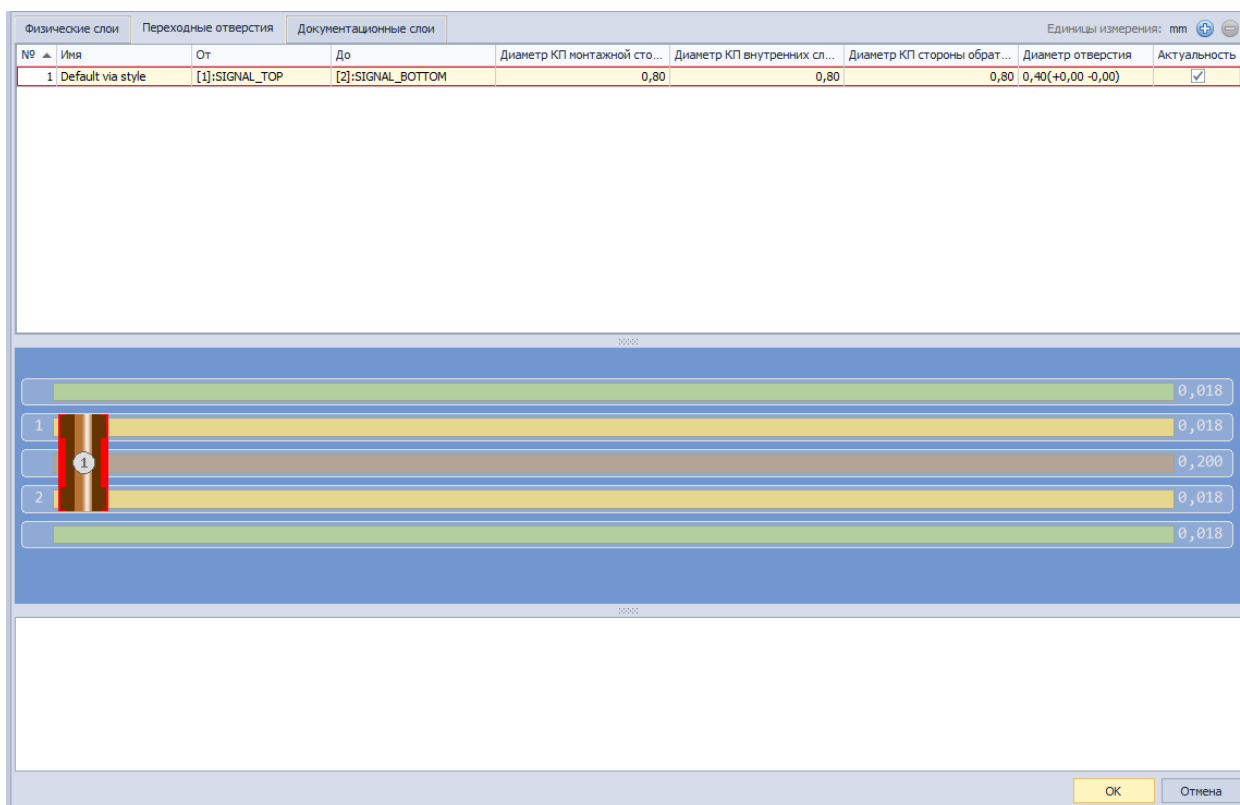 Физические слои Переходные отверстия Документационные слои Единицы измерения: mm
№ Имя От До Диаметр КП монтажной сто... Диаметр КП внутренних сл... Диаметр КП стороны обрат... Диаметр отверстия Актуальность
1 Default via style [1]:SIGNAL_TOP [2]:SIGNAL_BOTTOM 0,80 0,80 0,80 0,40(+0,00 -0,00)
0,018
1 0,018
1 0,200
2 0,018
0,018
OK Отмена